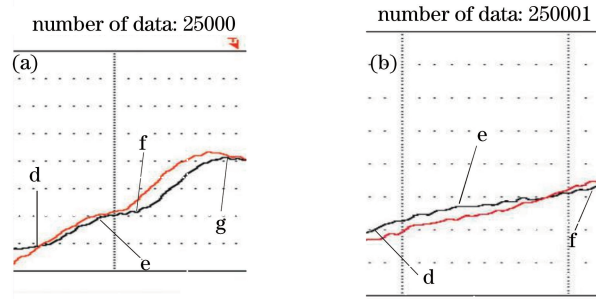 number of data: 25000
(a)
d
f
g
e
number of data: 250001
(b)
e
d
f